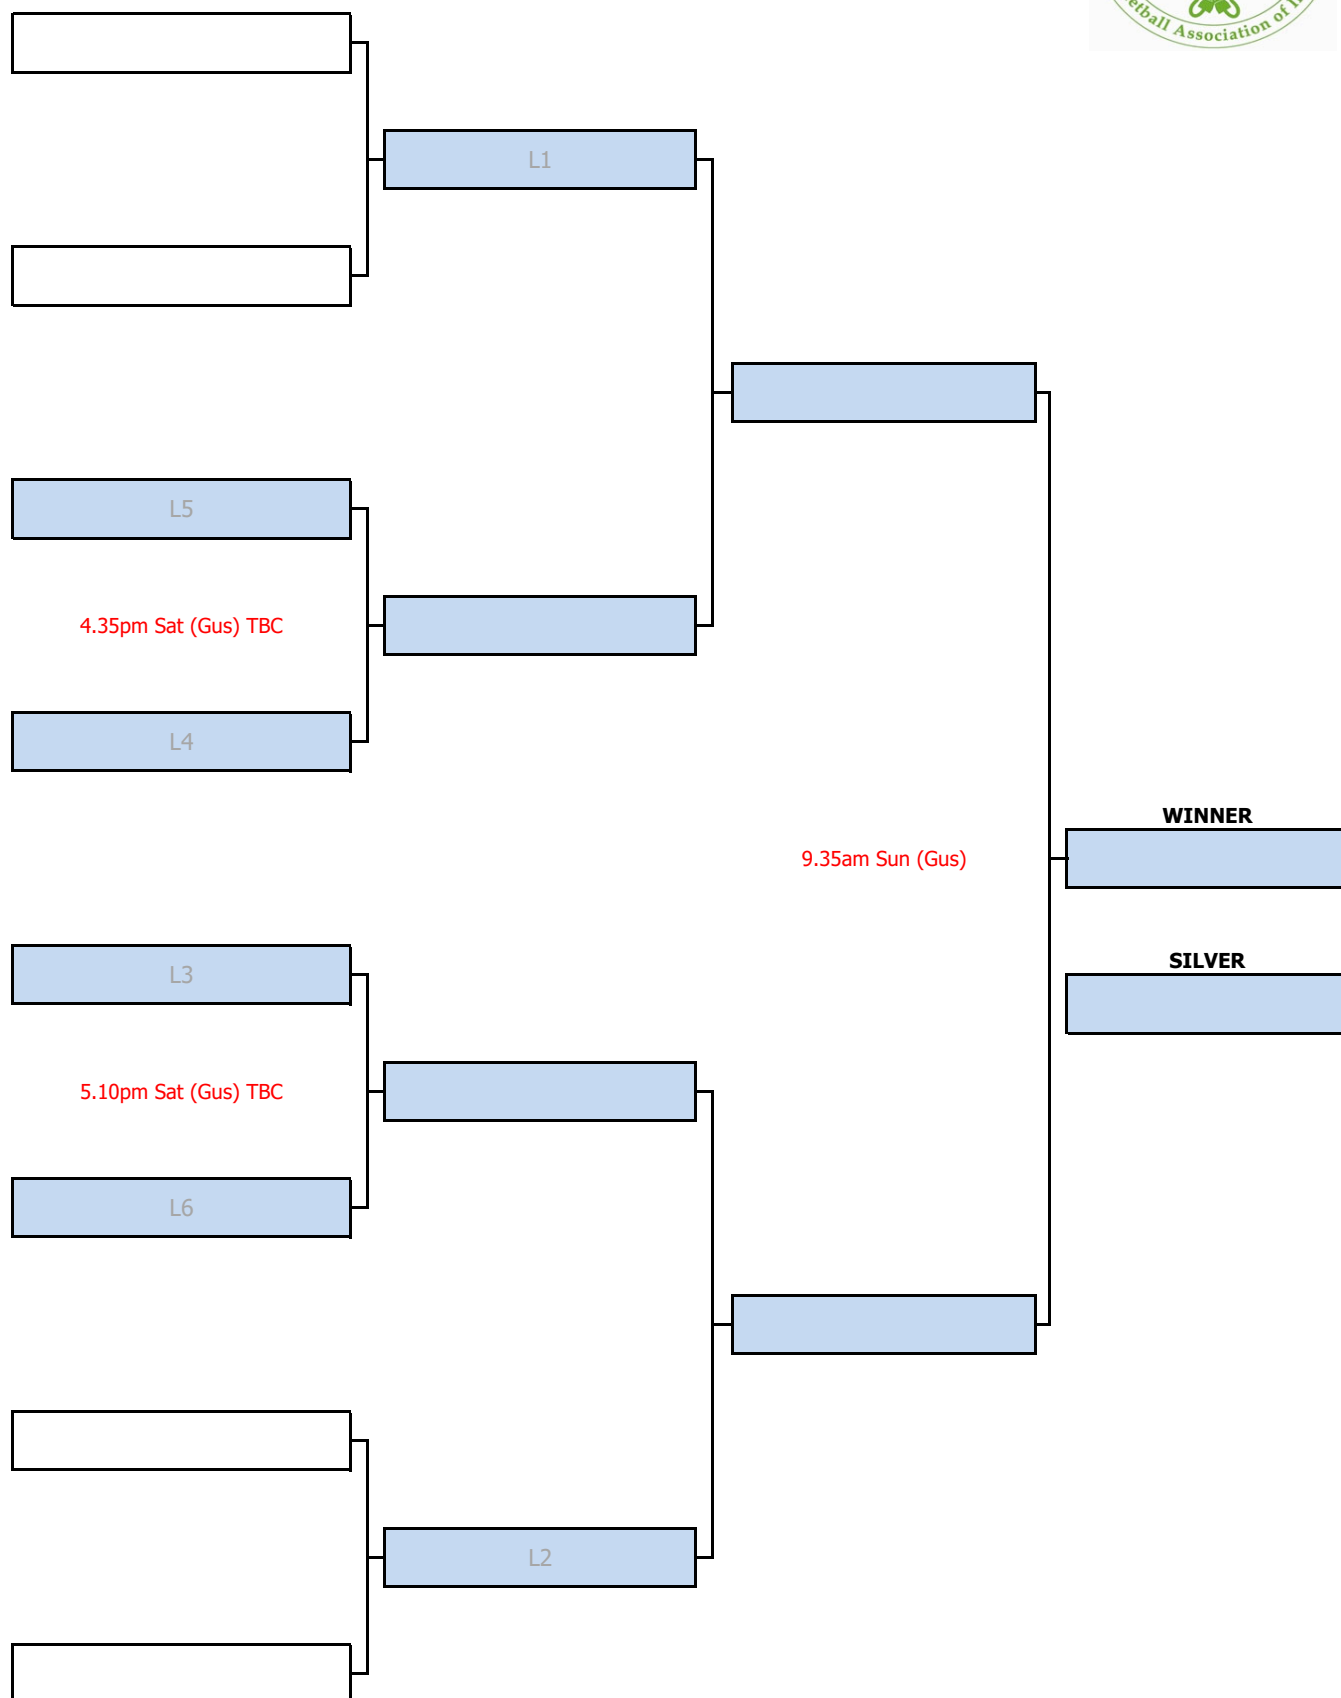 Association of
L1
L5
4.35pm Sat (Gus) TBC
L4
WINNER
9.35am Sun (Gus)
L3
SILVER
5.10pm Sat (Gus) TBC
L6
L2